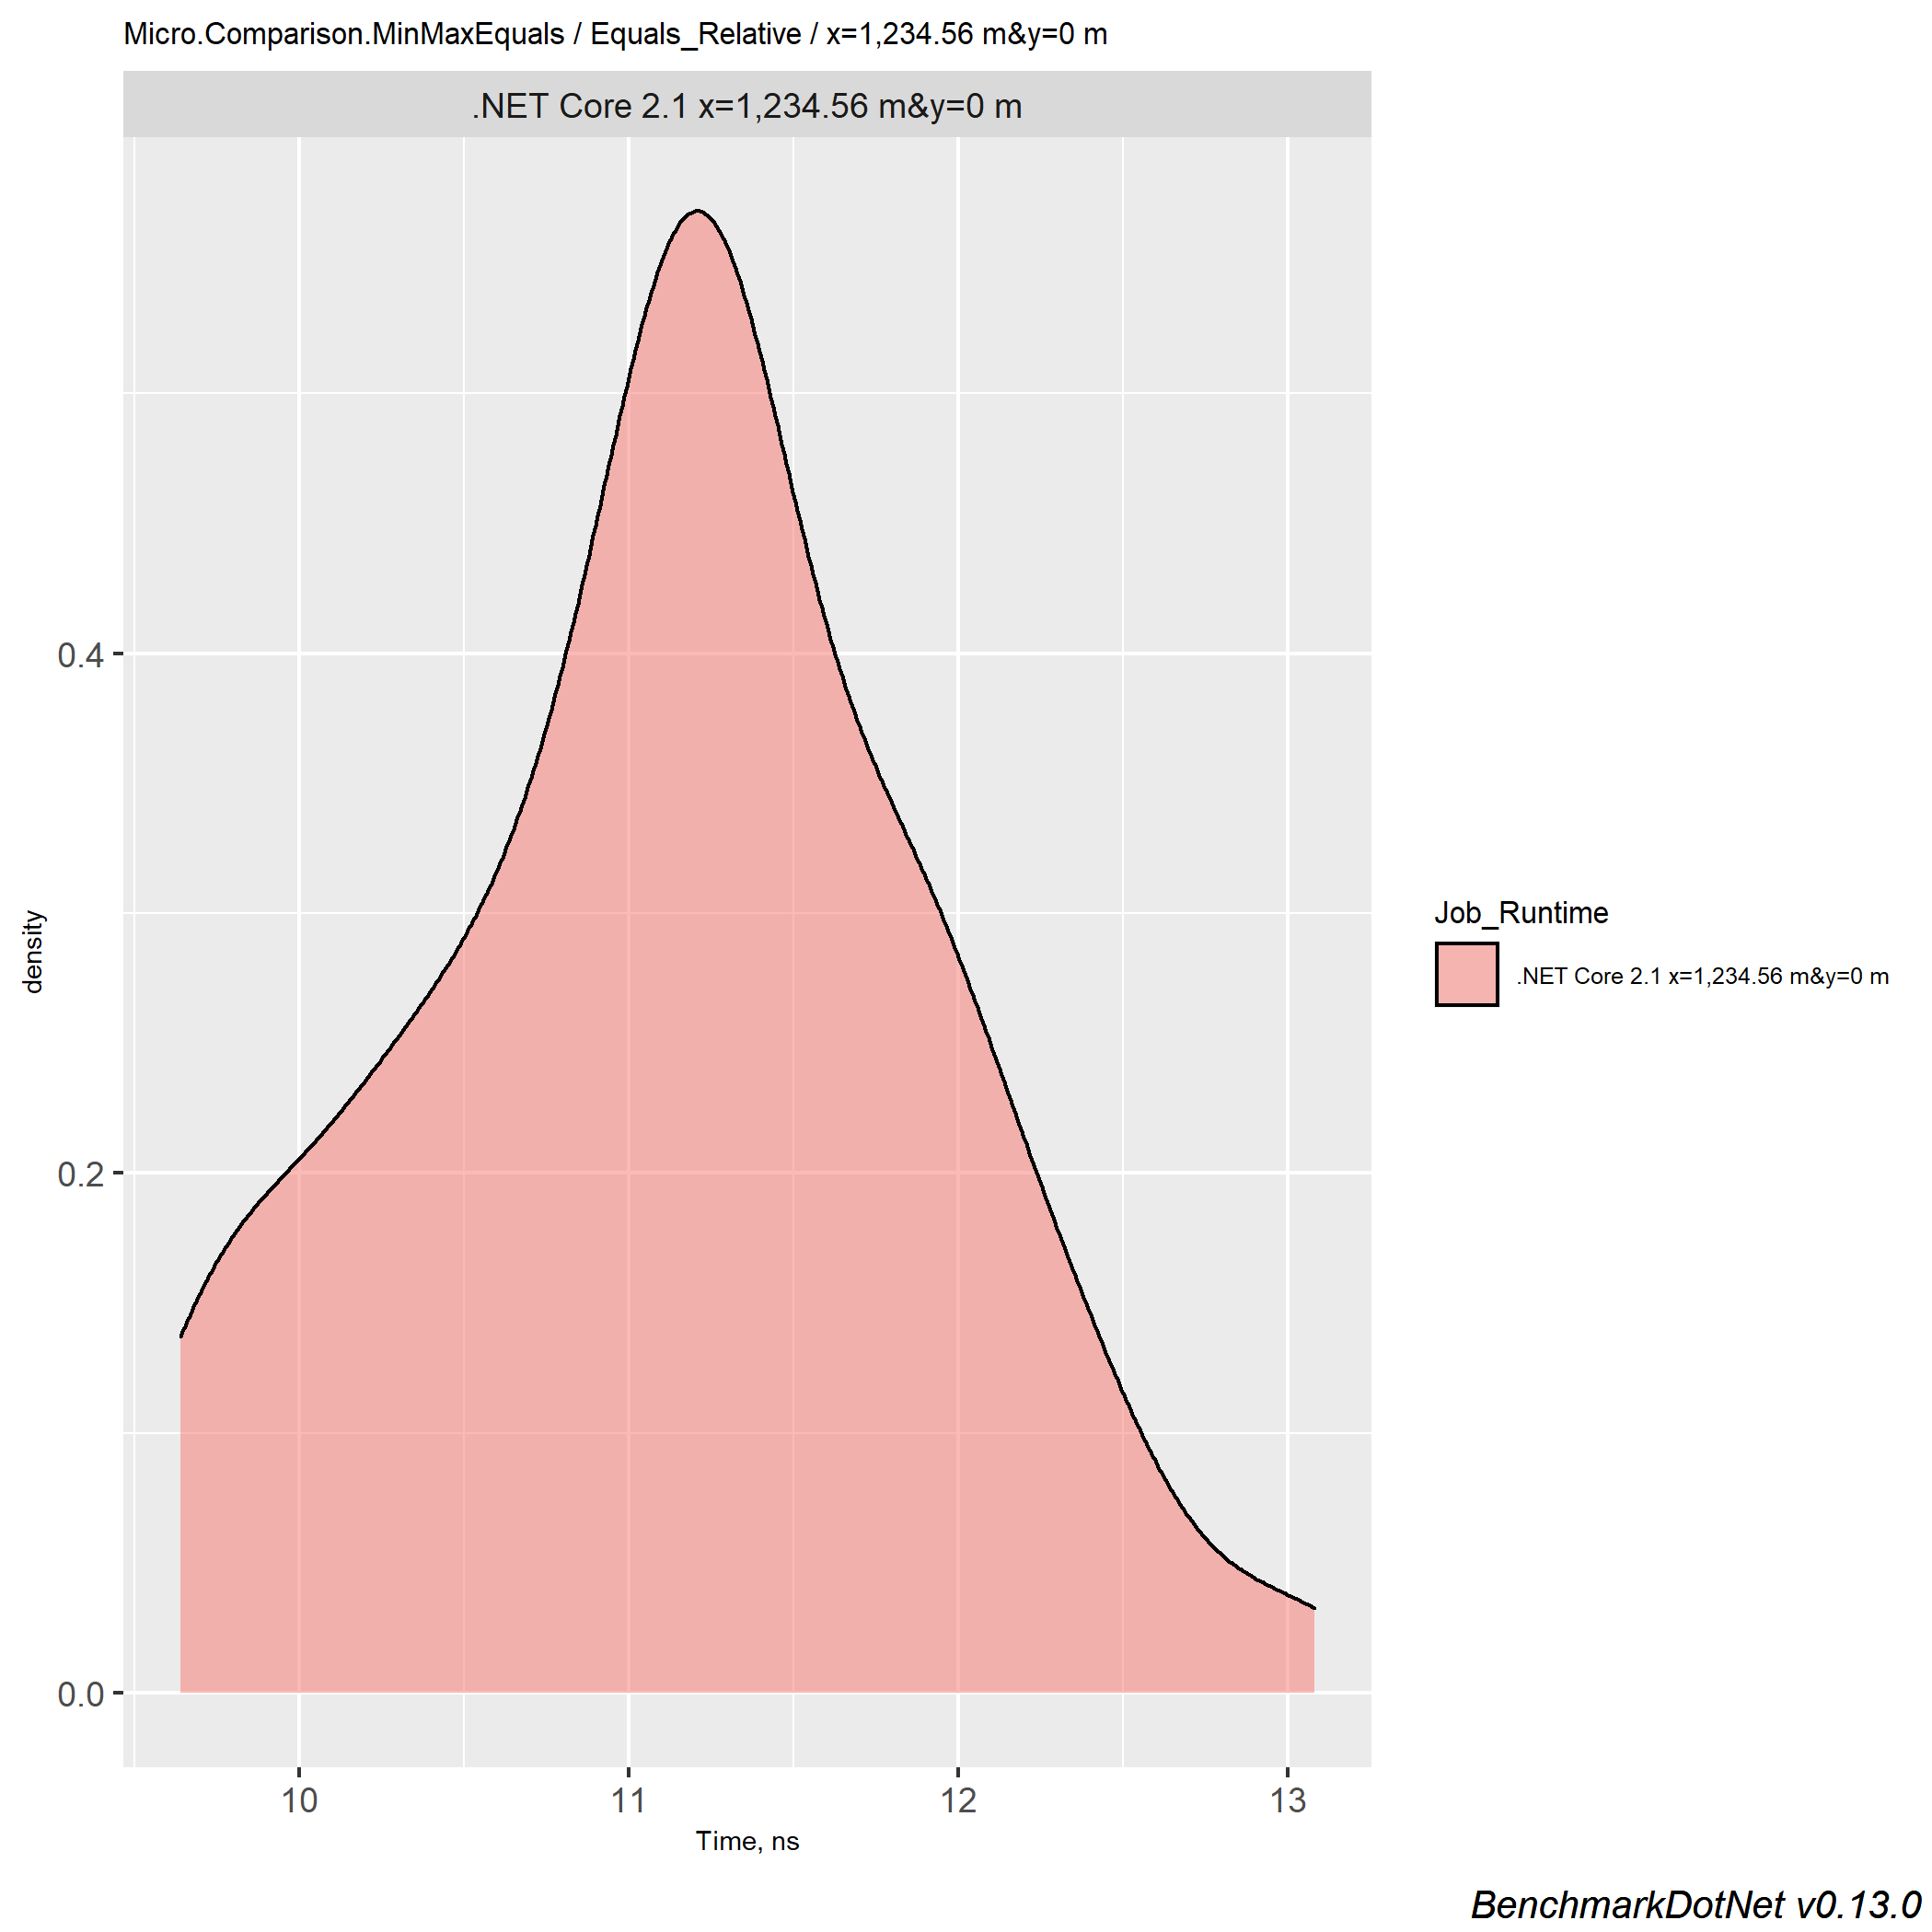 Micro.Comparison.MinMaxEquals / Equals_Relative / x=1,234.56 m&y=0 m
.NET Core 2.1 x=1,234.56 m&y=0 m
0.4
0.2
0.0
density
10 11 12 13
Time, ns
Job_Runtime
.NET Core 2.1 x=1,234.56 m&y=0 m
BenchmarkDotNet v0.13.0